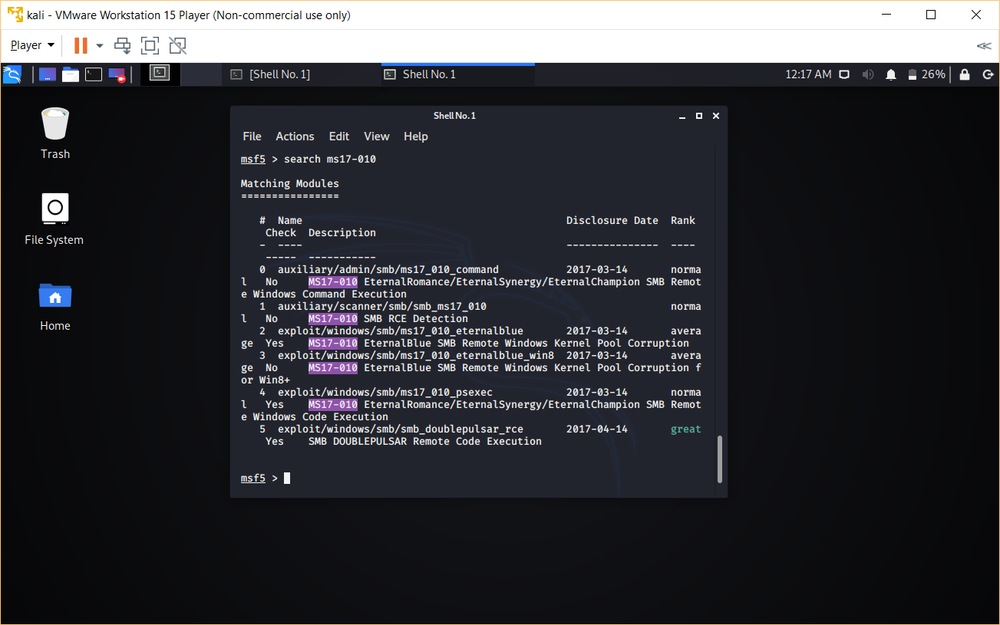 kali - VMware Workstation 15 Player (Non-commercial use only)
Player
[Shell No. 1]
Shell No. 1
12:17 AM
26%
Trash
File System
Home
Shell No. 1
File Actions Edit View Help
msf5 > search ms17-010
Matching Modules
================
#  Name                                           Disclosure Date  Rank
Check  Description
-  ----                                           ---------------  ----
-----  -----------
0  auxiliary/admin/smb/ms17_010_command           2017-03-14       norma
l   No     MS17-010 EternalRomance/EternalSynergy/EternalChampion SMB Remot
e Windows Command Execution
1  auxiliary/scanner/smb/smb_ms17_010                              norma
l   No     MS17-010 SMB RCE Detection
2  exploit/windows/smb/ms17_010_eternalblue       2017-03-14       avera
ge  Yes    MS17-010 EternalBlue SMB Remote Windows Kernel Pool Corruption
3  exploit/windows/smb/ms17_010_eternalblue_win8  2017-03-14       avera
ge  No     MS17-010 EternalBlue SMB Remote Windows Kernel Pool Corruption f
or Win8+
4  exploit/windows/smb/ms17_010_psexec            2017-03-14       norma
l   Yes    MS17-010 EternalRomance/EternalSynergy/EternalChampion SMB Remot
e Windows Code Execution
5  exploit/windows/smb/smb_doublepulsar_rce       2017-04-14       great
Yes    SMB DOUBLEPULSAR Remote Code Execution
msf5 >